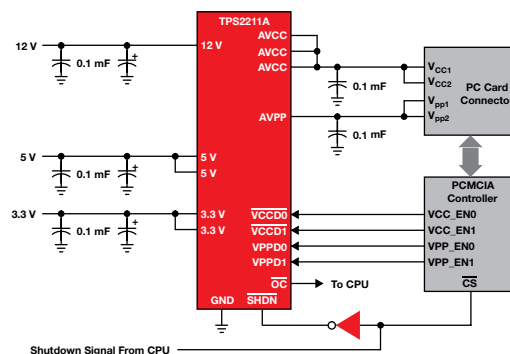 TPS2211A
12 V
12 V
0.1 mF
+
AVCC
AVCC
AVCC
0.1 mF
VCC1
VCC2
PC Card
Connector
Vpp1
Vpp2
AVPP
0.1 mF
5 V
5 V
5 V
0.1 mF
+
3.3 V
3.3 V
3.3 V
0.1 mF
+
PCMCIA
Controller
VCCD0
VCC_EN0
VCCD1
VCC_EN1
VPPD0
VPP_EN0
VPPD1
VPP_EN1
OC
To CPU
CS
GND
SHDN
Shutdown Signal From CPU